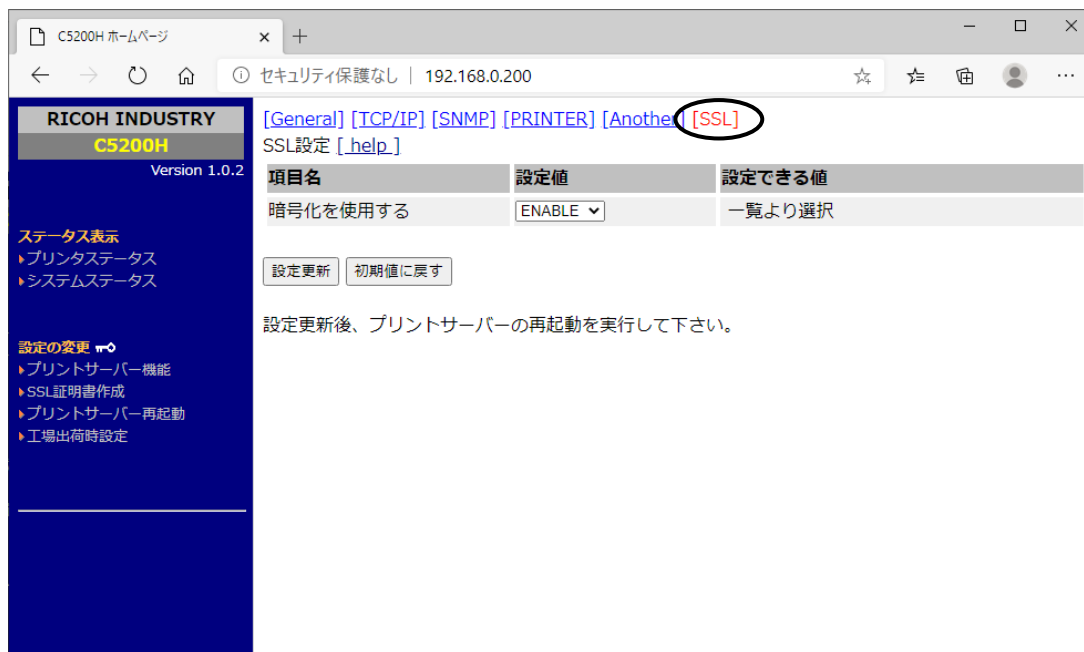 C5200H ホームページ
セキュリティ保護なし | 192.168.0.200
RICOH INDUSTRY
C5200H
Version 1.0.2
ステータス表示
プリンタステータス
システムステータス
設定の変更
プリントサーバー機能
SSL証明書作成
プリントサーバー再起動
工場出荷時設定
[General] [TCP/IP] [SNMP] [PRINTER] [Another] [SSL]
SSL設定 [ help ]
項目名 設定値 設定できる値
暗号化を使用する ENABLE 一覧より選択
設定更新 初期値に戻す
設定更新後、プリントサーバーの再起動を実行して下さい。